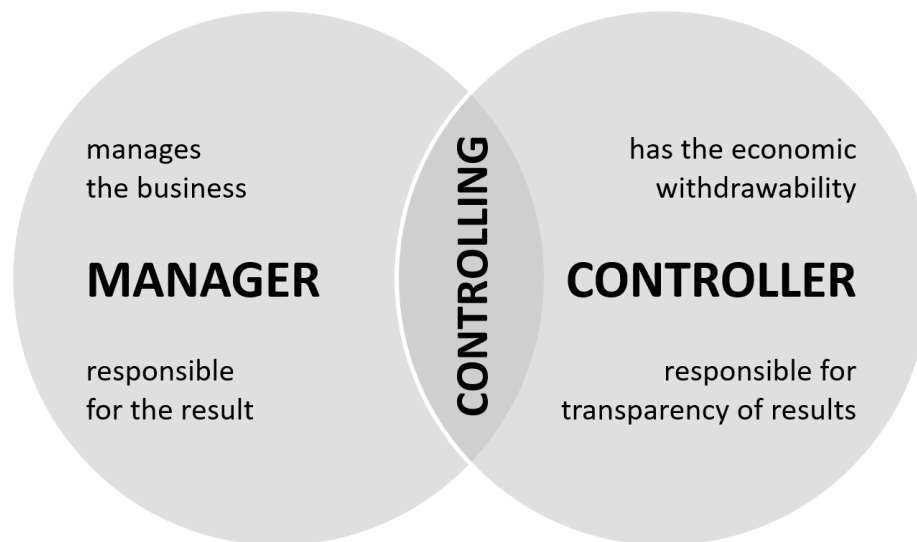 manages
the business
MANAGER
responsible
for the result
CONTROLLING
has the economic
withdrawability
CONTROLLER
responsible for
transparency of results